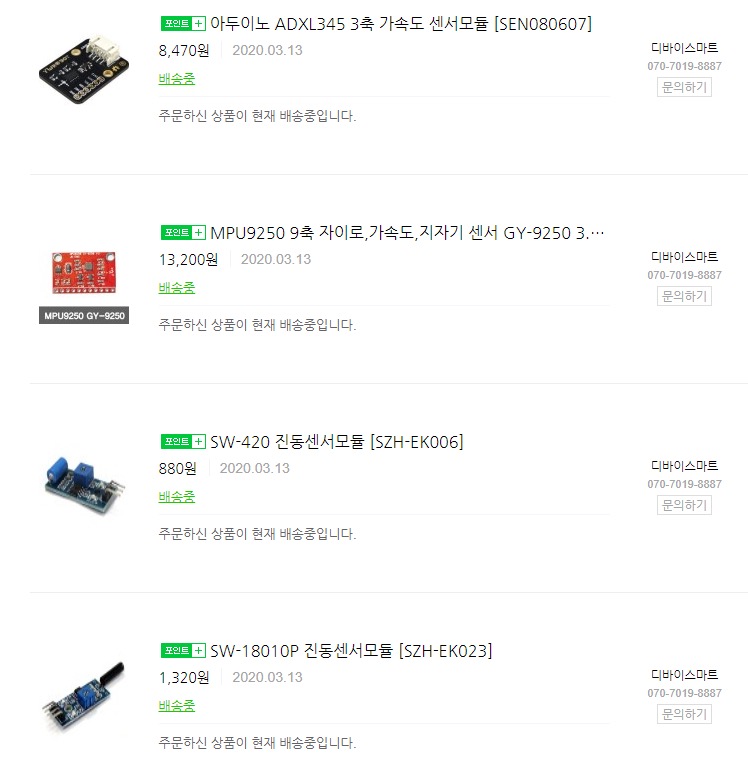 포인트 + 아두이노 ADXL345 3축 가속도 센서모듈 [SEN080607]
8,470원 2020.03.13
배송중
주문하신 상품이 현재 배송중입니다.
디바이스마트
070-7019-8887
문의하기
포인트 + MPU9250 9축 자이로,가속도,지자기 센서 GY-9250 3.…
13,200원 2020.03.13
배송중
주문하신 상품이 현재 배송중입니다.
MPU9250 GY-9250
디바이스마트
070-7019-8887
문의하기
포인트 + SW-420 진동센서모듈 [SZH-EK006]
880원 2020.03.13
배송중
주문하신 상품이 현재 배송중입니다.
디바이스마트
070-7019-8887
문의하기
포인트 + SW-18010P 진동센서모듈 [SZH-EK023]
1,320원 2020.03.13
배송중
주문하신 상품이 현재 배송중입니다.
디바이스마트
070-7019-8887
문의하기